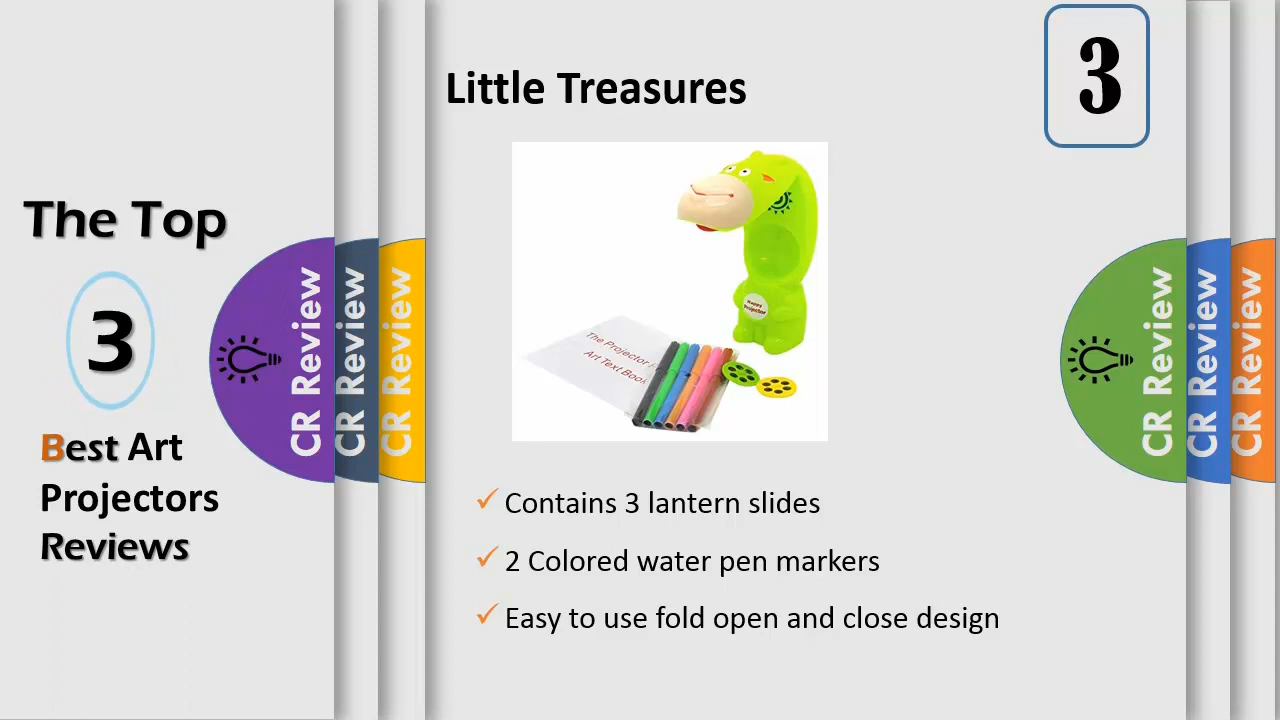 The Top
3
Best Art
Projectors
Reviews
CR Review
CR Review
CR Review
Little Treasures
3
Happy
Projector
The Projector
Art Text Book
Contains 3 lantern slides
2 Colored water pen markers
Easy to use fold open and close design
CR Review
CR Review
CR Review